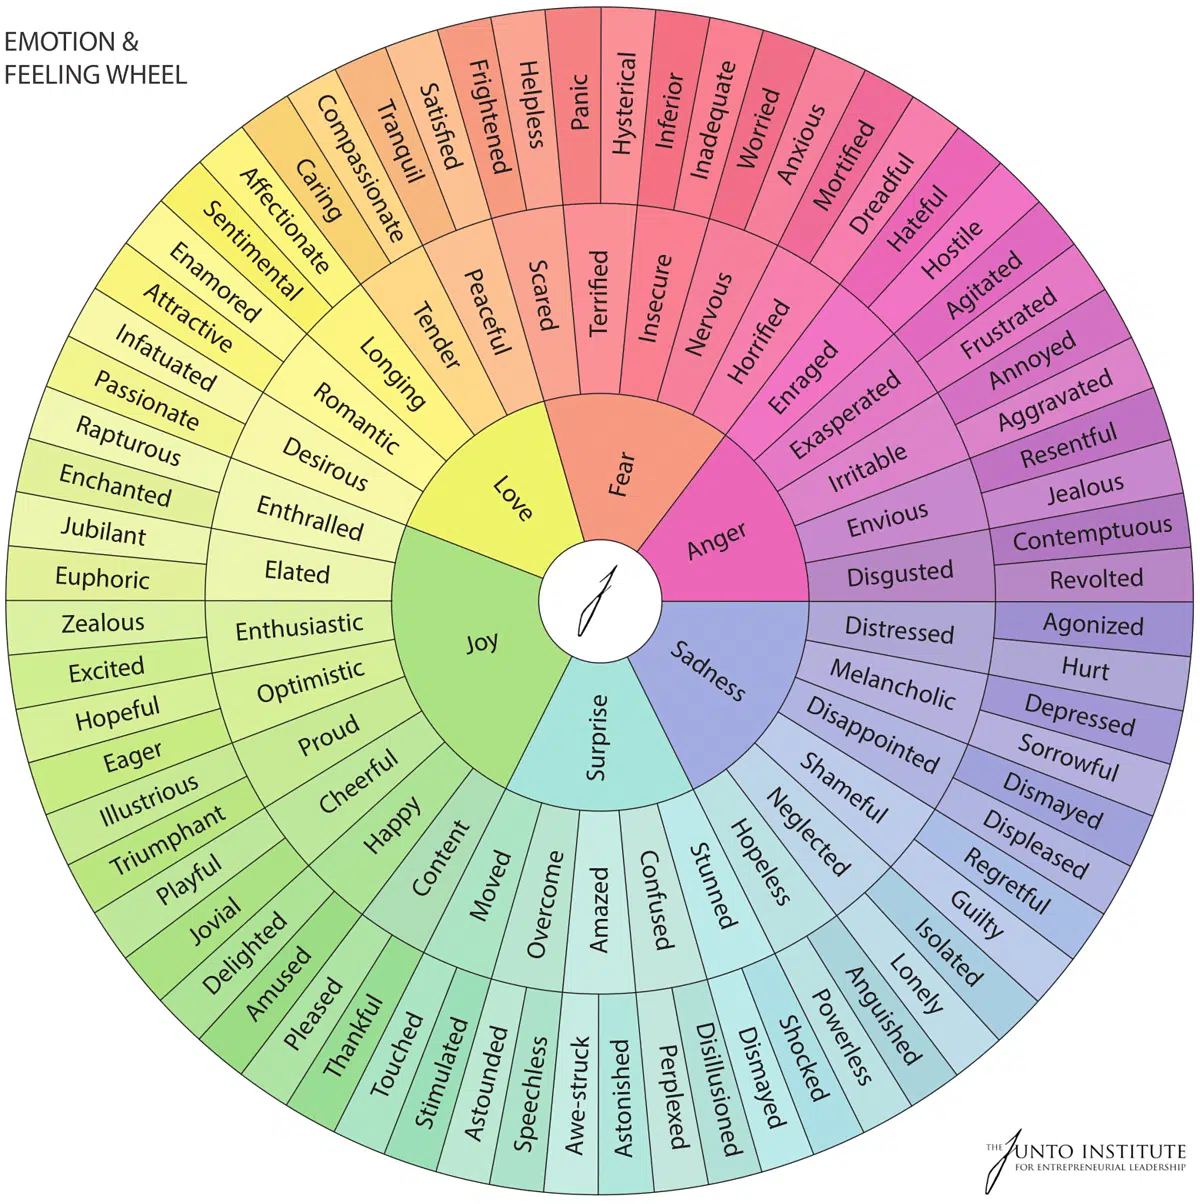 EMOTION &
FEELING WHEEL
Fear
Anger
Sadness
Surprise
Joy
Love
Scared
Terrified
Insecure
Nervous
Horrified
Enraged
Exasperated
Irritable
Envious
Disgusted
Distressed
Melancholic
Disappointed
Shameful
Neglected
Hopeless
Stunned
Confused
Amazed
Overcome
Moved
Content
Happy
Cheerful
Proud
Optimistic
Enthusiastic
Elated
Enthralled
Desirous
Romantic
Longing
Tender
Peaceful
Frightened
Helpless
Panic
Hysterical
Inferior
Inadequate
Worried
Anxious
Mortified
Dreadful
Hateful
Hostile
Agitated
Frustrated
Annoyed
Aggravated
Resentful
Jealous
Contemptuous
Revolted
Agonized
Hurt
Depressed
Sorrowful
Dismayed
Displeased
Regretful
Guilty
Isolated
Lonely
Anguished
Powerless
Shocked
Dismayed
Disillusioned
Perplexed
Astonished
Awe-struck
Speechless
Astounded
Stimulated
Touched
Thankful
Pleased
Amused
Delighted
Jovial
Playful
Triumphant
Illustrious
Eager
Hopeful
Excited
Zealous
Euphoric
Jubilant
Enchanted
Rapturous
Passionate
Infatuated
Attractive
Enamored
Sentimental
Affectionate
Caring
Compassionate
Tranquil
Satisfied
J
THE JUNTO INSTITUTE
FOR ENTREPRENEURIAL LEADERSHIP